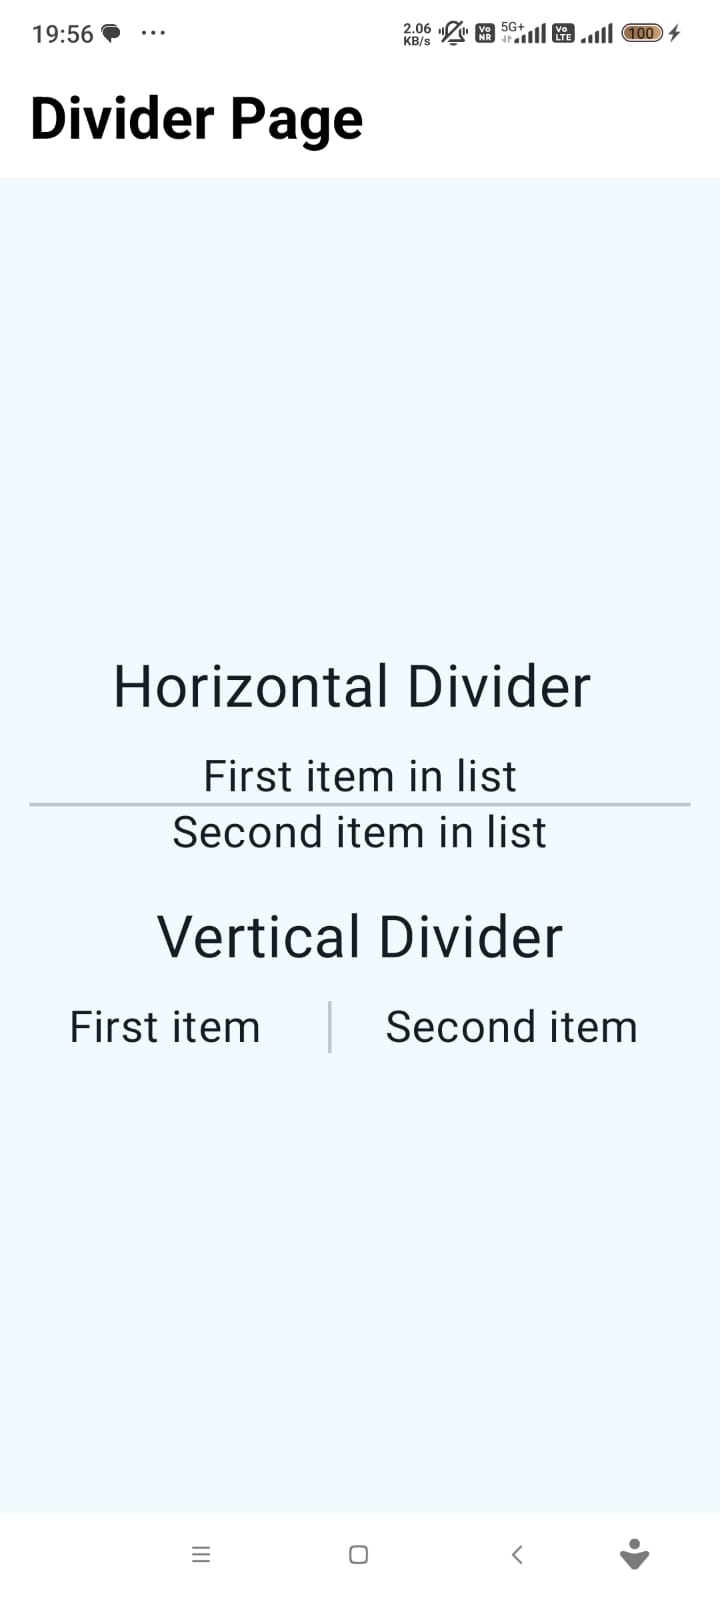 19:56 ... 2.06 KB/s Vo NR 5G+ Vo LTE 100
Divider Page
Horizontal Divider
First item in list
Second item in list
Vertical Divider
First item Second item